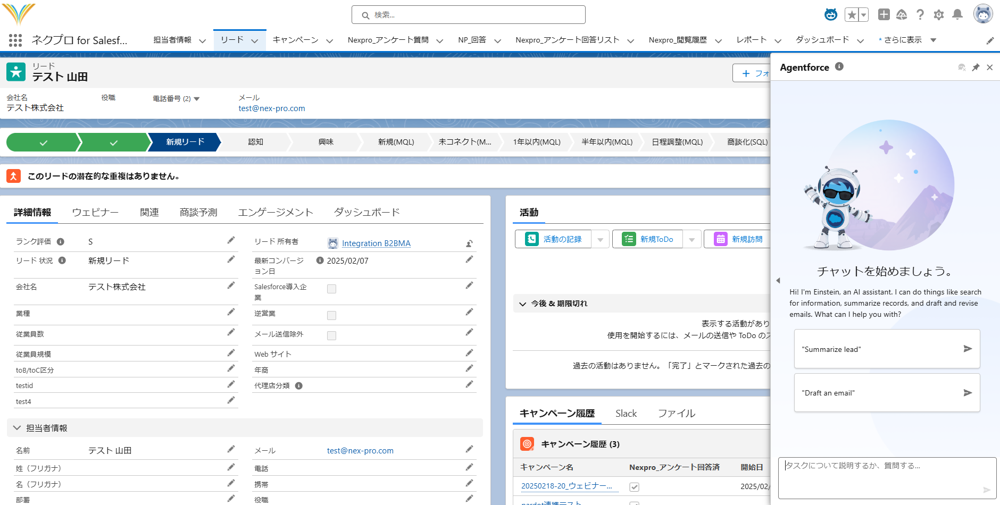 検索...
ネクプロ for Salesf...
担当者情報
リード
キャンペーン
Nexpro_アンケート質問
NP_回答
Nexpro_アンケート回答リスト
Nexpro_閲覧履歴
レポート
ダッシュボード
* さらに表示
リード
テスト 山田
＋ フォ
会社名
役職
電話番号 (2)
メール
テスト株式会社
test@nex-pro.com
新規リード
認知
興味
新規(MQL)
未コネクト(M...
1年以内(MQL)
半年以内(MQL)
日程調整(MQL)
商談化(SQL)
このリードの潜在的な重複はありません。
詳細情報
ウェビナー
関連
商談予測
エンゲージメント
ダッシュボード
ランク評価
S
リード 所有者
Integration B2BMA
リード 状況
新規リード
最新コンバージョン日
2025/02/07
会社名
テスト株式会社
Salesforce導入企業
業種
逆営業
従業員数
メール送信除外
従業員規模
Web サイト
toB/toC区分
年商
testid
代理店分類
test4
担当者情報
名前
テスト 山田
メール
test@nex-pro.com
姓（フリガナ）
電話
名（フリガナ）
携帯
部署
役職
活動
活動の記録
新規ToDo
新規訪問
今後 & 期限切れ
表示する活動があり
使用を開始するには、メールの送信や ToDo のス
過去の活動はありません。「完了」とマークされた過去の
キャンペーン履歴
Slack
ファイル
キャンペーン履歴 (3)
キャンペーン名
Nexpro_アンケート回答済
開始日
20250218-20_ウェビナー...
2025/02/
pardot連携テスト
Agentforce
チャットを始めましょう。
Hi! I'm Einstein, an AI assistant. I can do things like search
for information, summarize records, and draft and revise
emails. What can I help you with?
"Summarize lead"
"Draft an email"
タスクについて説明するか、質問する...